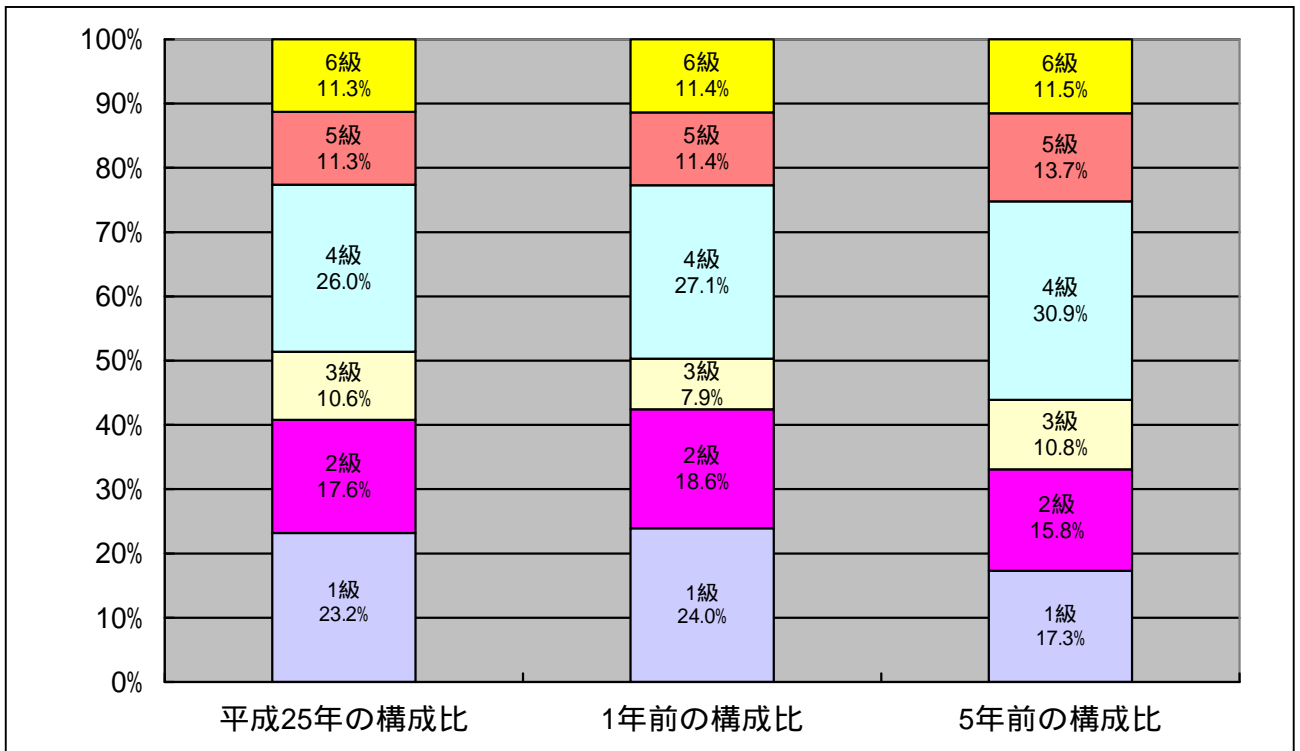 100%
90%
80%
70%
60%
50%
40%
30%
20%
10%
0%
6級
11.3%
5級
11.3%
4級
26.0%
3級
10.6%
2級
17.6%
1級
23.2%
6級
11.4%
5級
11.4%
4級
27.1%
3級
7.9%
2級
18.6%
1級
24.0%
6級
11.5%
5級
13.7%
4級
30.9%
3級
10.8%
2級
15.8%
1級
17.3%
平成25年の構成比
1年前の構成比
5年前の構成比